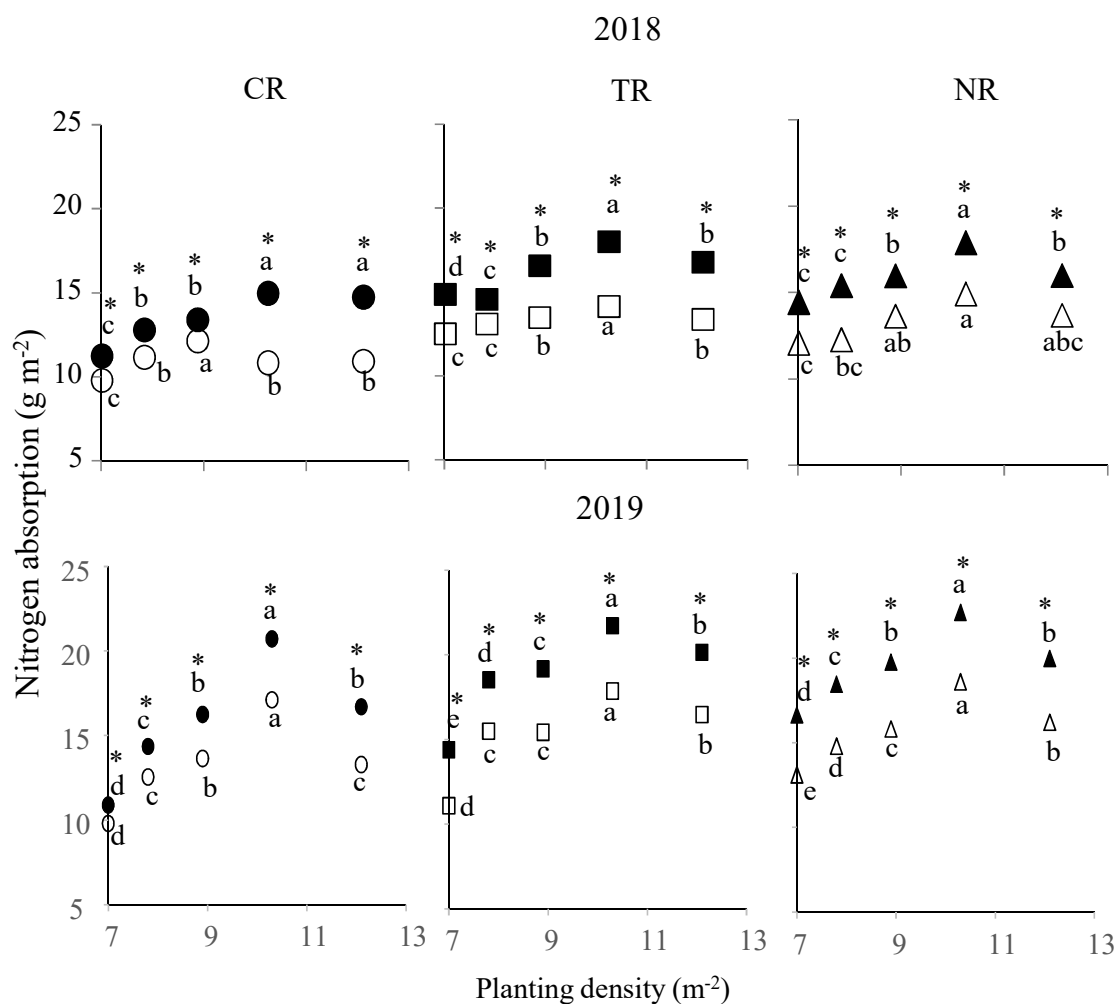 2018
CR TR NR
25
20
15
10
5
* * * * *
c b b a a
c b a b b
* * * * *
d c b a b
c c b a b
* * * * *
c c b a b
c bc ab a abc
Nitrogen absorption (g m-2)
2019
25
20
15
10
5
* * * * *
d c b a b
d c b a c
* * * * *
e d c a b
d c c a b
* * * * *
d c b a b
e d c a b
7 9 11 13 7 9 11 13 7 9 11 13
Planting density (m-2)